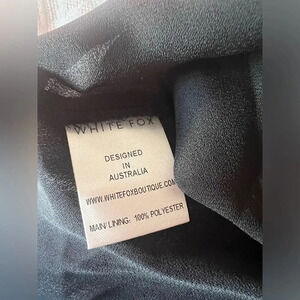 WHITE FOX
DESIGNED
IN
AUSTRALIA
WWW.WHITEFOXBOUTIQUE.COM
MAIN/ LINING: 100% POLYESTER